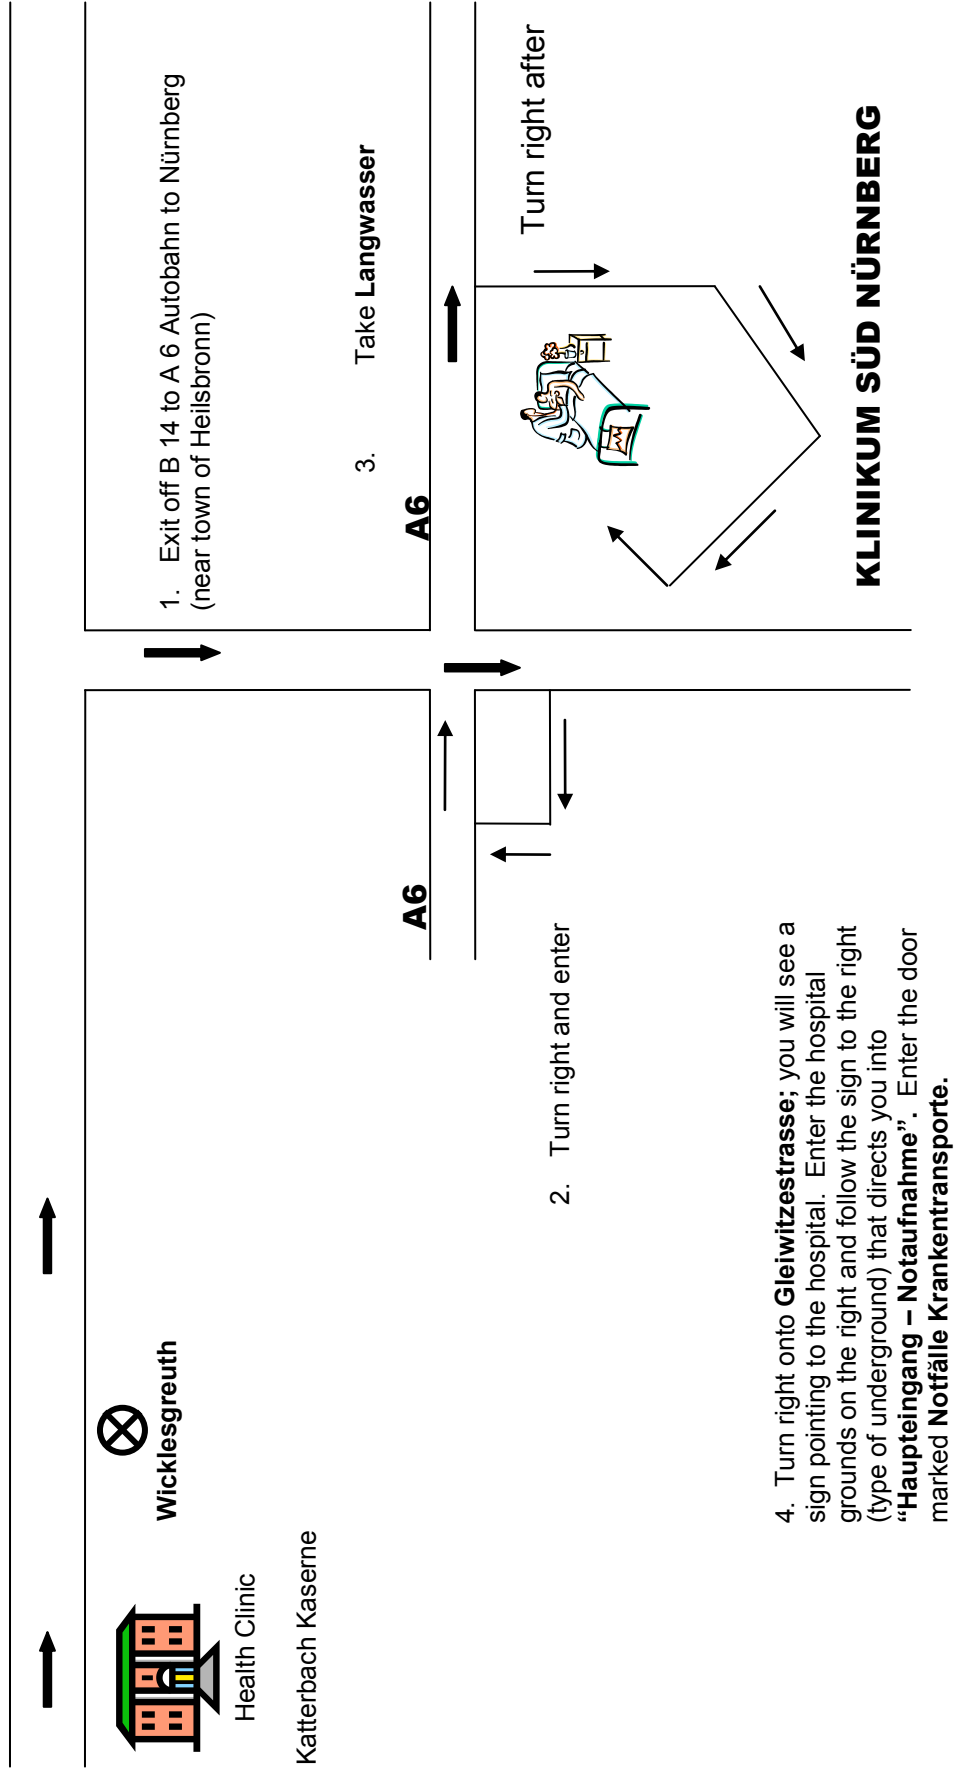 Health Clinic
Katterbach Kaserne
Wicklesgreuth
1. Exit off B 14 to A 6 Autobahn to Nürnberg
(near town of Heilsbronn)
A6
2. Turn right and enter
A6
3. Take Langwasser
Turn right after
4. Turn right onto Gleiwitzestrasse; you will see a
sign pointing to the hospital. Enter the hospital
grounds on the right and follow the sign to the right
(type of underground) that directs you into
“Haupteingang – Notaufnahme”. Enter the door
marked Notfälle Krankentransporte.
KLINIKUM SÜD NÜRNBERG